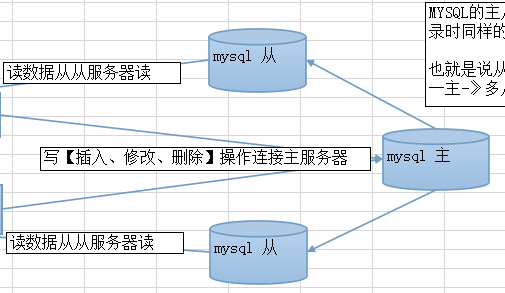 MYSQL的主从
录时同样的
mysql 从
读数据从从服务器读
也就是说从
一主-》多从
写【插入、修改、删除】操作连接主服务器
mysql 主
读数据从从服务器读
mysql 从